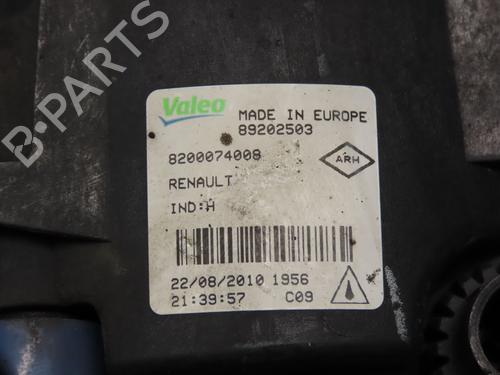 B-PARTS
Valeo
MADE IN EUROPE
89202503
8200074008
ARH
RENAULT
IND:H
22/08/2010 1956
21:39:57 C09